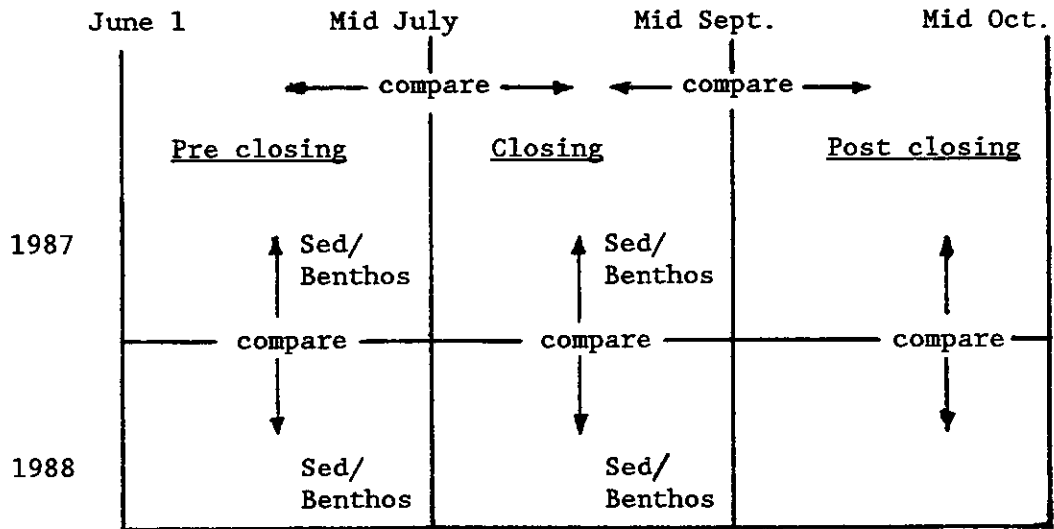 June 1 Mid July Mid Sept. Mid Oct.
compare compare
Pre closing Closing Post closing
1987 Sed/ Sed/
Benthos Benthos
compare compare compare
1988 Sed/ Sed/
Benthos Benthos